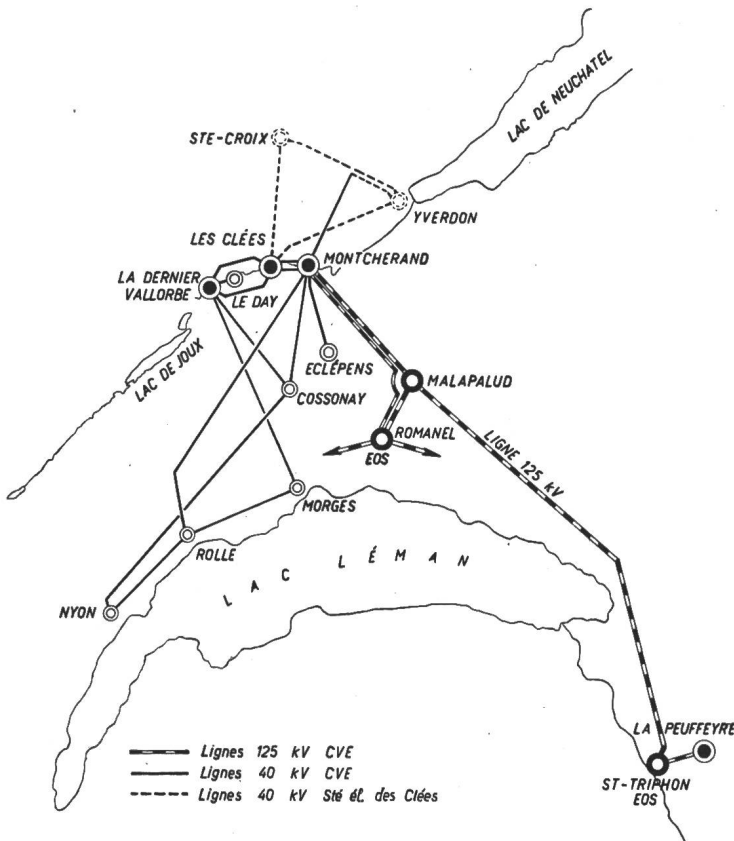 LAC DE NEUCHATEL
STE-CROIX
YVERDON
LES CLÉES
MONTCHERAND
LA DERNIER
VALLORBE
LE DAY
LAC DE JOUX
ECLÉPENS
MALAPALUD
COSSONAY
ROMANEL
EOS
LIGNE 125 kV
MORGES
ROLLE
LAC LÉMAN
NYON
LA PEUFFEYRE
ST-TRIPHON
EOS
Lignes 125 kV CVE
Lignes 40 kV CVE
Lignes 40 kV Sté él. des Clées